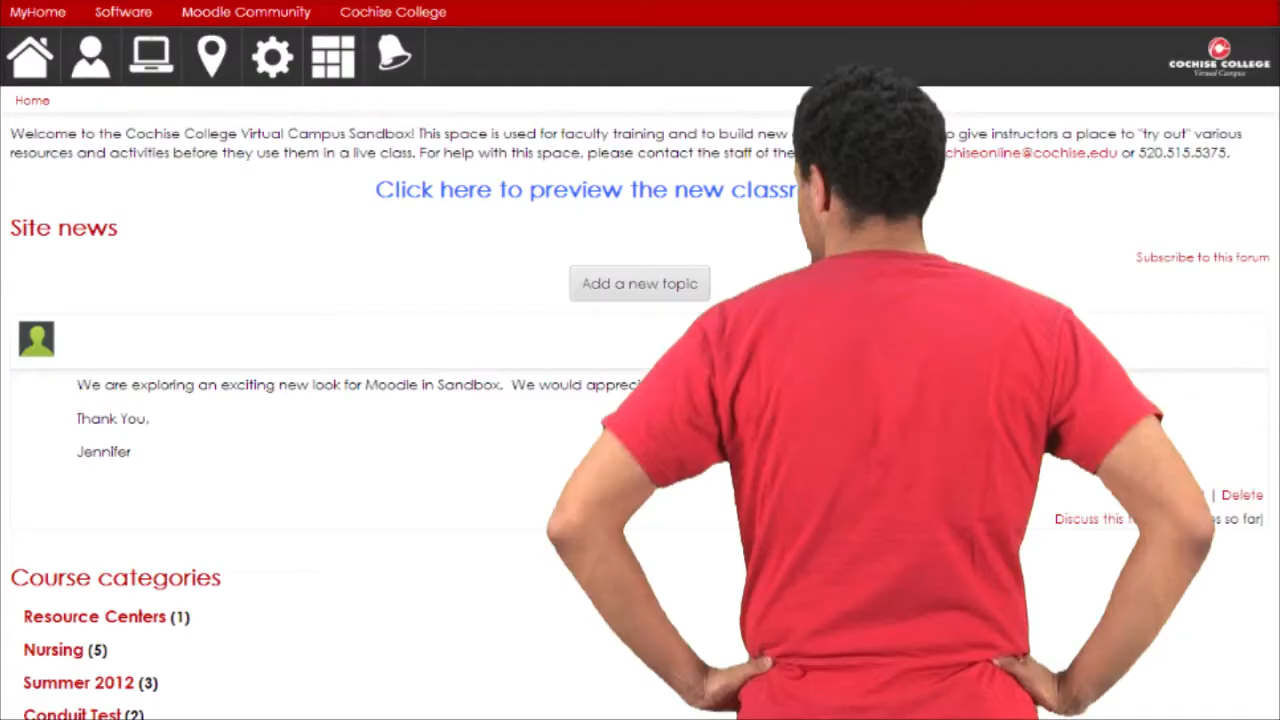 MyHome Software Moodle Community Cochise College
COCHISE COLLEGE
Virtual Campus
Home
Welcome to the Cochise College Virtual Campus Sandbox! This space is used for faculty training and to build new o give instructors a place to "try out" various
resources and activities before they use them in a live class. For help with this space, please contact the staff of the chiseonline@cochise.edu or 520.515.5375.
Click here to preview the new classr
Site news
Subscribe to this forum
Add a new topic
We are exploring an exciting new look for Moodle in Sandbox. We would apprec
Thank You,
Jennifer
| Delete
Discuss this s so far)
Course categories
Resource Centers (1)
Nursing (5)
Summer 2012 (3)
Conduit Test (2)